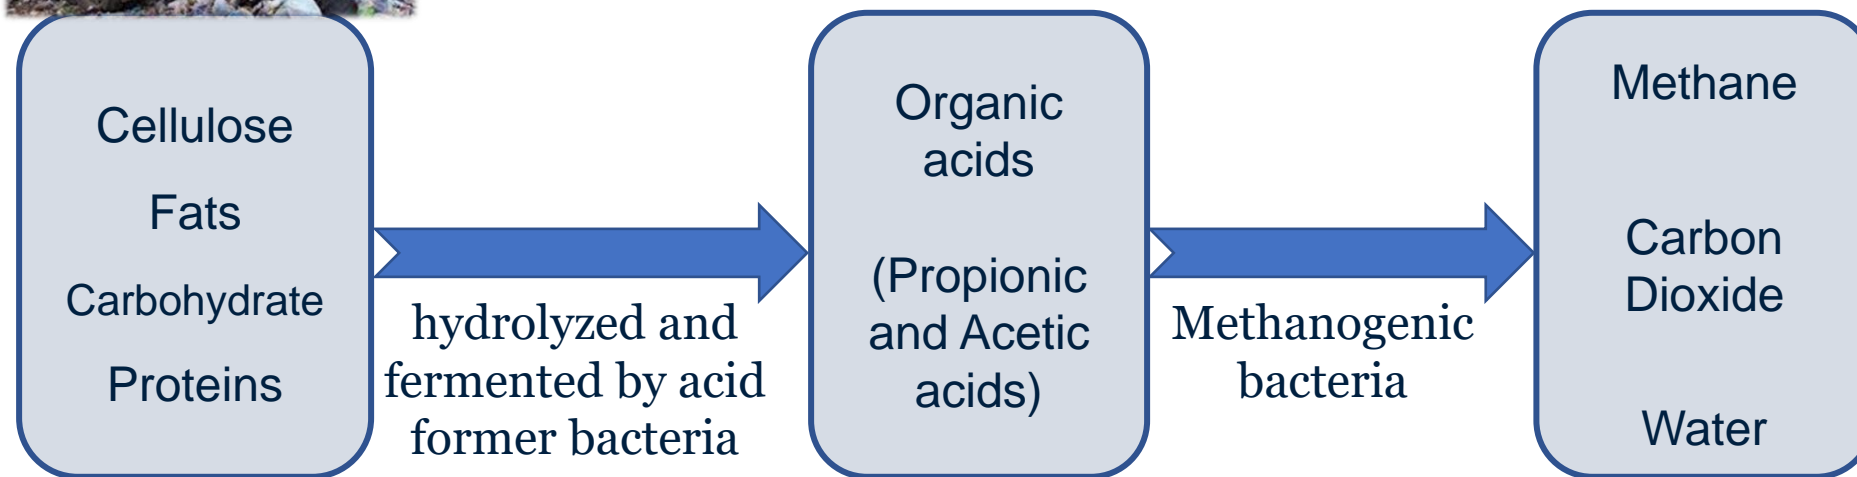 Cellulose
Fats
Carbohydrate
Proteins
hydrolyzed and
fermented by acid
former bacteria
Organic
acids
(Propionic
and Acetic
acids)
Methanogenic
bacteria
Methane
Carbon
Dioxide
Water